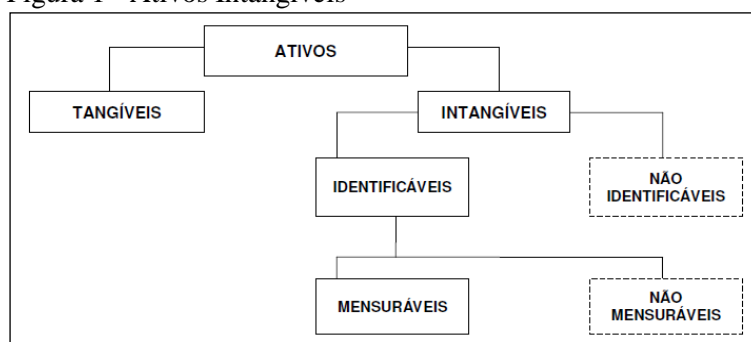 Figura 1 - Ativos Intangíveis
ATIVOS
TANGÍVEIS
INTANGÍVEIS
IDENTIFICÁVEIS
NÃO
IDENTIFICÁVEIS
MENSURÁVEIS
NÃO
MENSURÁVEIS